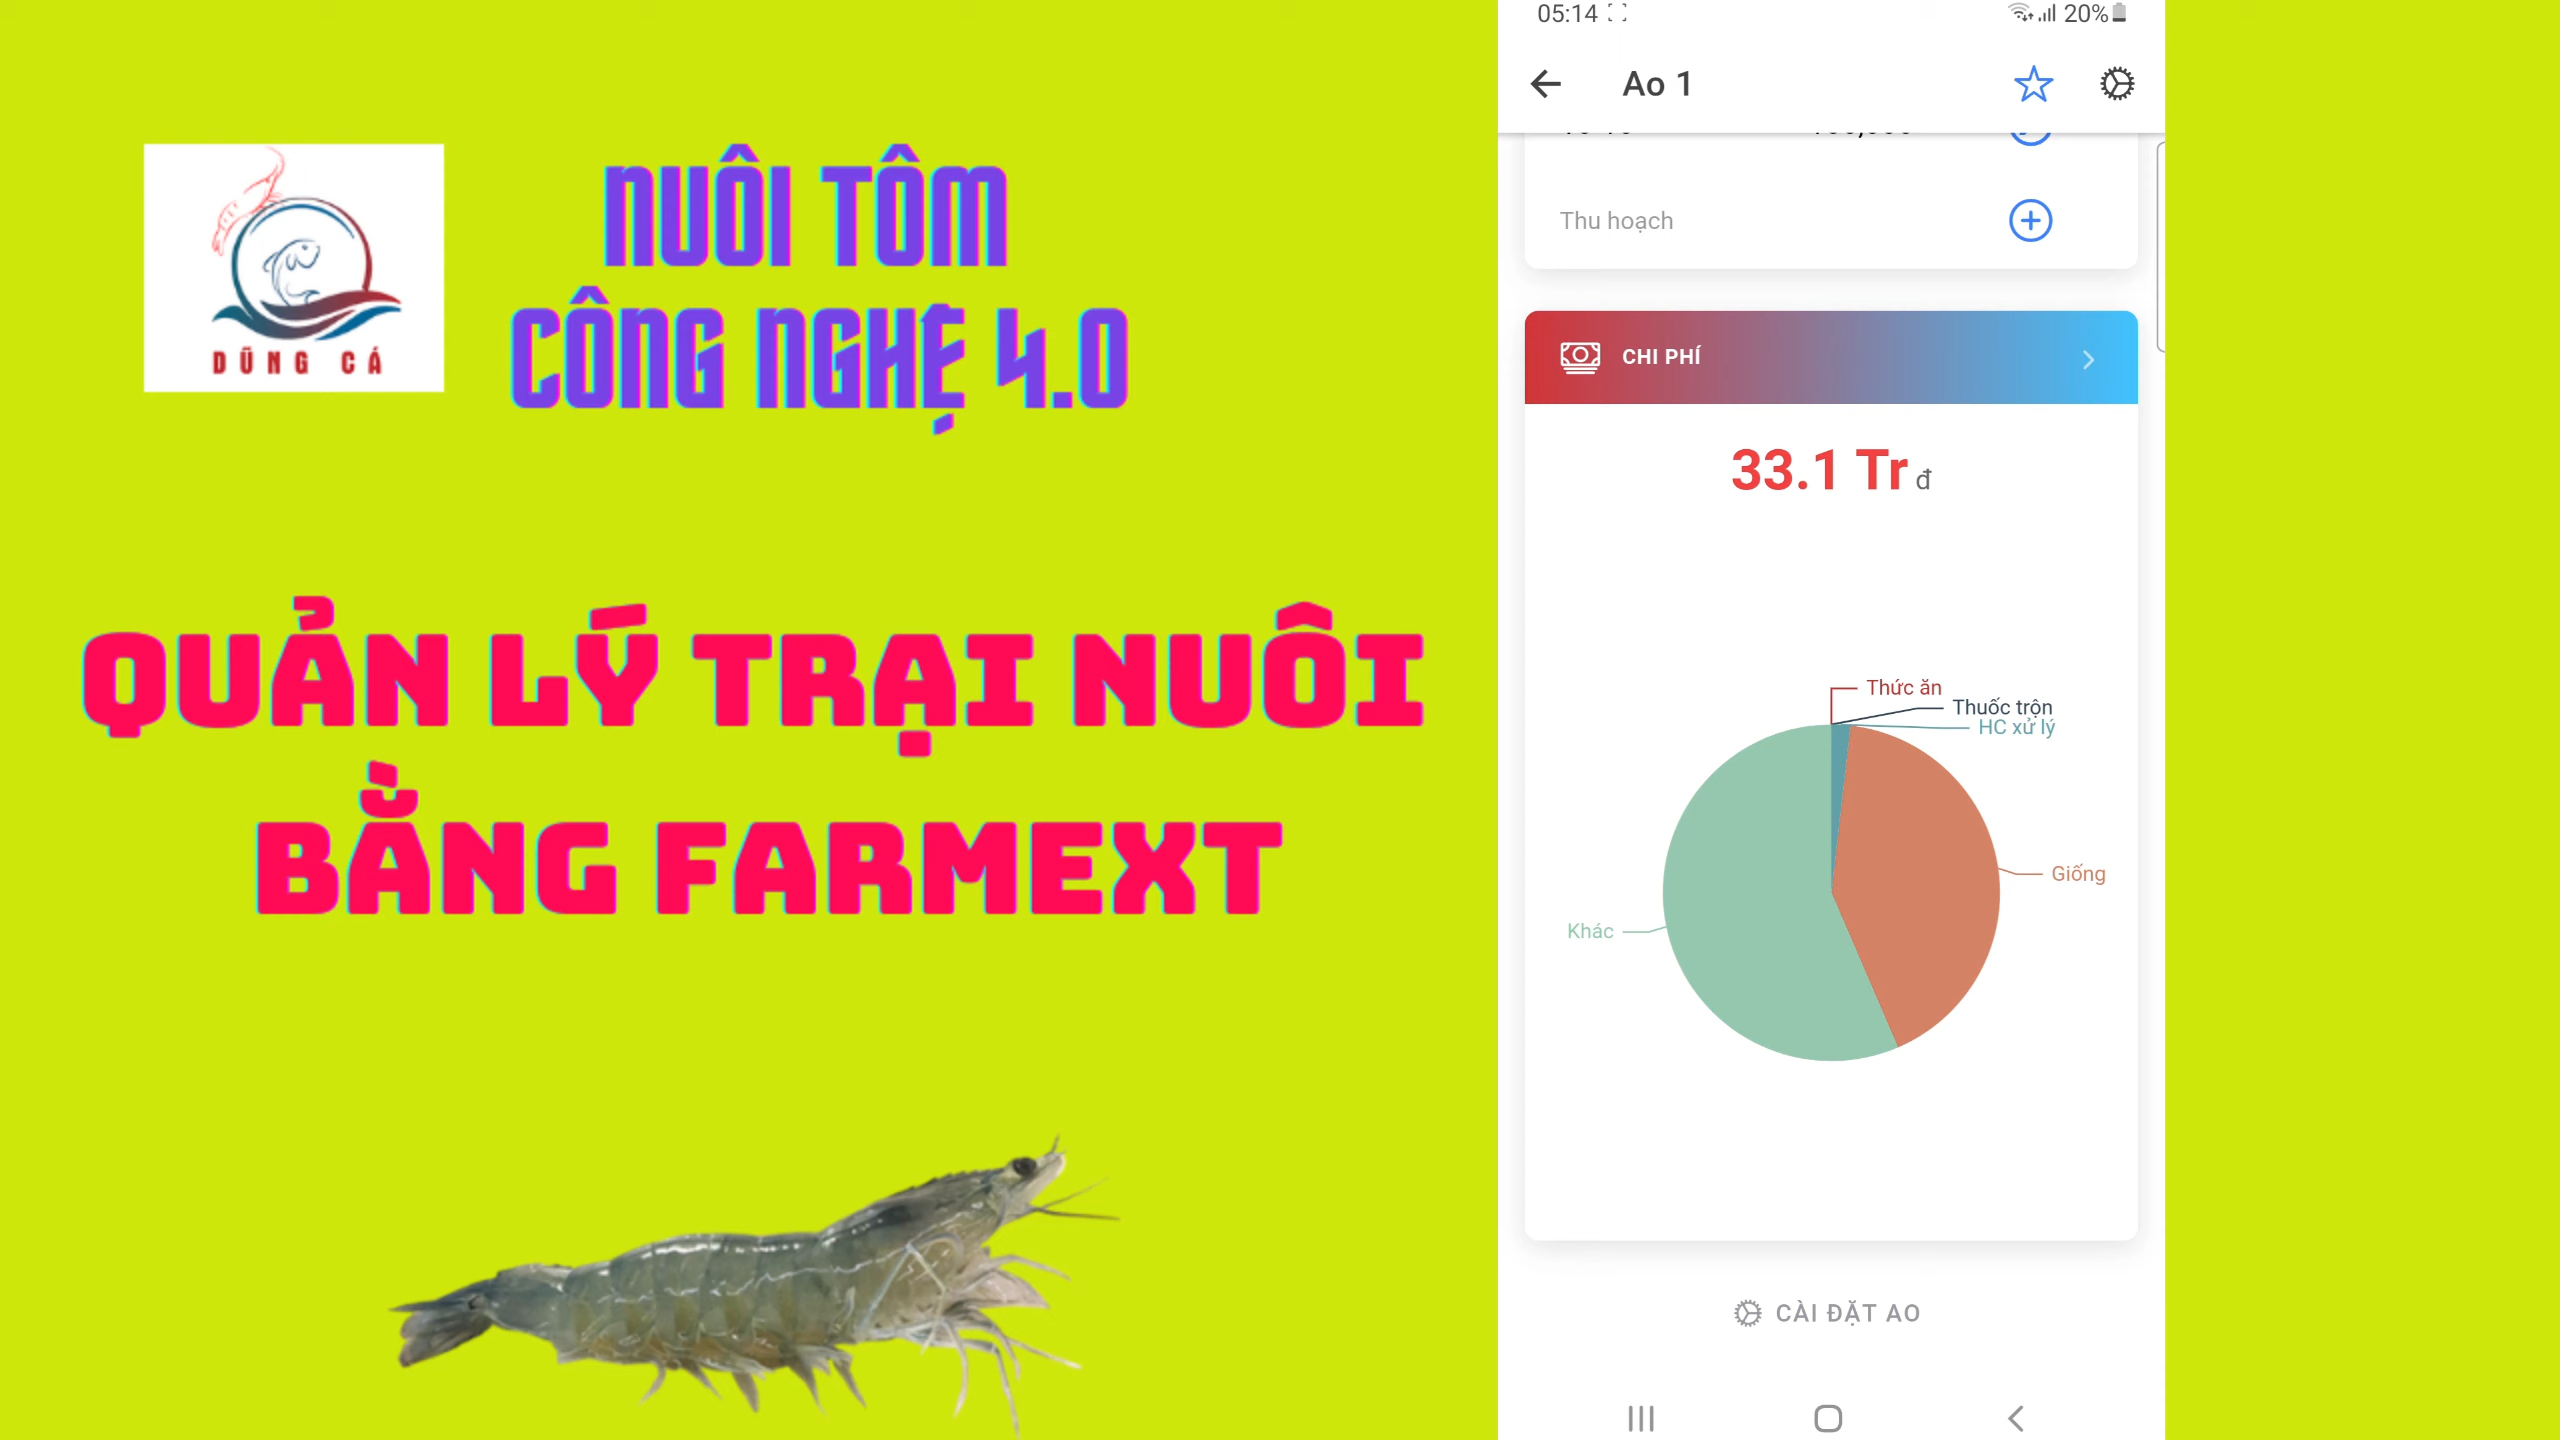 DŨNG CÁ
NUÔI TÔM
CÔNG NGHỆ 4.0
QUẢN LÝ TRẠI NUÔI
BẰNG FARMEXT
05:14
20%
Ao 1
Thu hoạch
CHI PHÍ
33.1 Tr đ
Thức ăn
Thuốc trộn
HC xử lý
Giống
Khác
CÀI ĐẶT AO